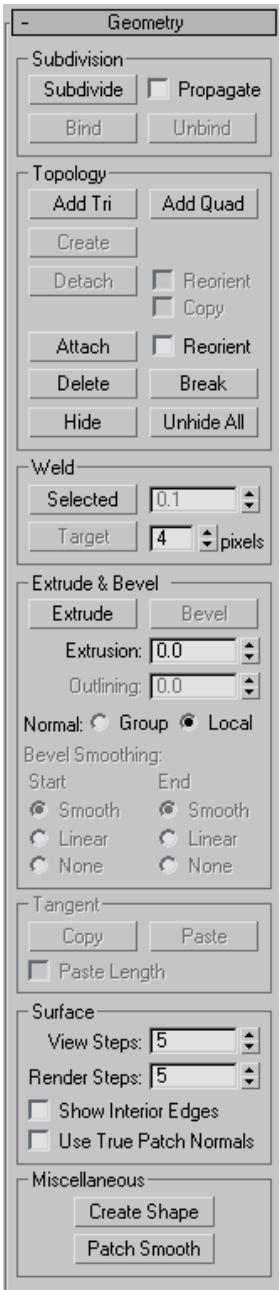 - Geometry
Subdivision
Subdivide Propagate
Bind Unbind
Topology
Add Tri Add Quad
Create
Detach Reorient
Copy
Attach Reorient
Delete Break
Hide Unhide All
Weld
Selected 0.1
Target 4 pixels
Extrude & Bevel
Extrude Bevel
Extrusion: 0.0
Outlining: 0.0
Normal: Group Local
Bevel Smoothing:
Start End
Smooth Smooth
Linear Linear
None None
Tangent
Copy Paste
Paste Length
Surface
View Steps: 5
Render Steps: 5
Show Interior Edges
Use True Patch Normals
Miscellaneous
Create Shape
Patch Smooth